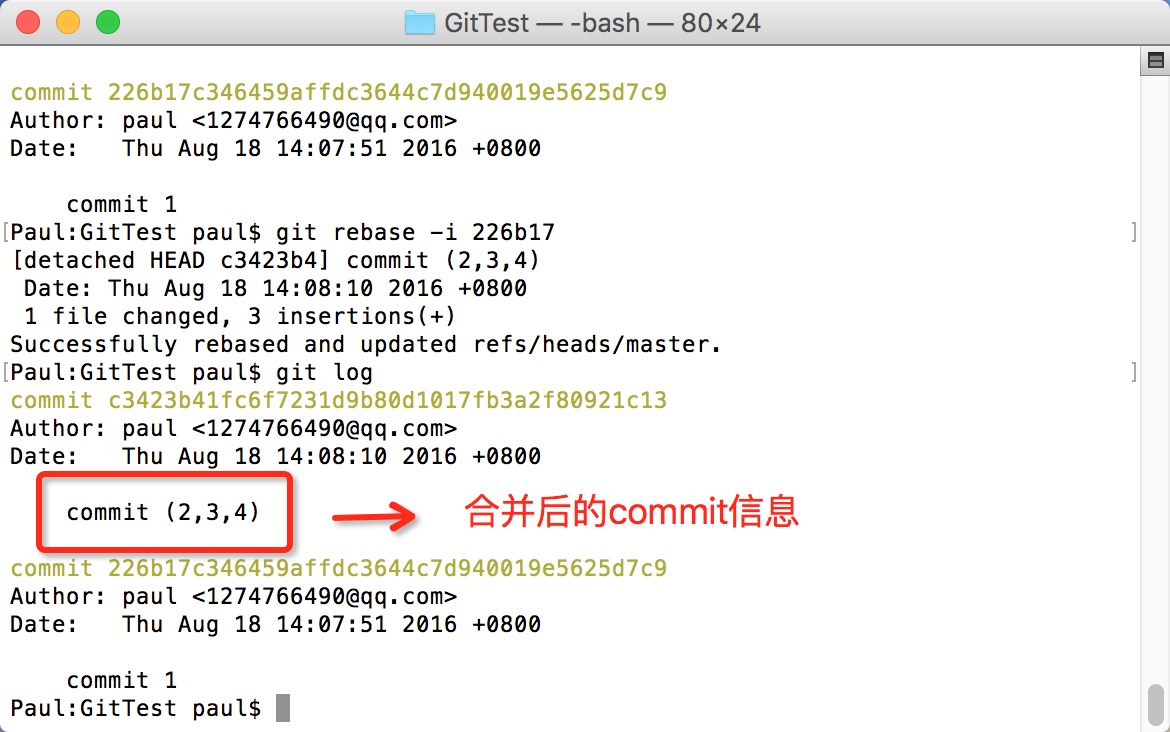 GitTest — -bash — 80×24
commit 226b17c346459affdc3644c7d940019e5625d7c9
Author: paul <1274766490@qq.com>
Date:   Thu Aug 18 14:07:51 2016 +0800
    commit 1
[Paul:GitTest paul$ git rebase -i 226b17 ]
[detached HEAD c3423b4] commit (2,3,4)
 Date: Thu Aug 18 14:08:10 2016 +0800
 1 file changed, 3 insertions(+)
Successfully rebased and updated refs/heads/master.
[Paul:GitTest paul$ git log ]
commit c3423b41fc6f7231d9b80d1017fb3a2f80921c13
Author: paul <1274766490@qq.com>
Date:   Thu Aug 18 14:08:10 2016 +0800
    commit (2,3,4) 合并后的commit信息
commit 226b17c346459affdc3644c7d940019e5625d7c9
Author: paul <1274766490@qq.com>
Date:   Thu Aug 18 14:07:51 2016 +0800
    commit 1
Paul:GitTest paul$